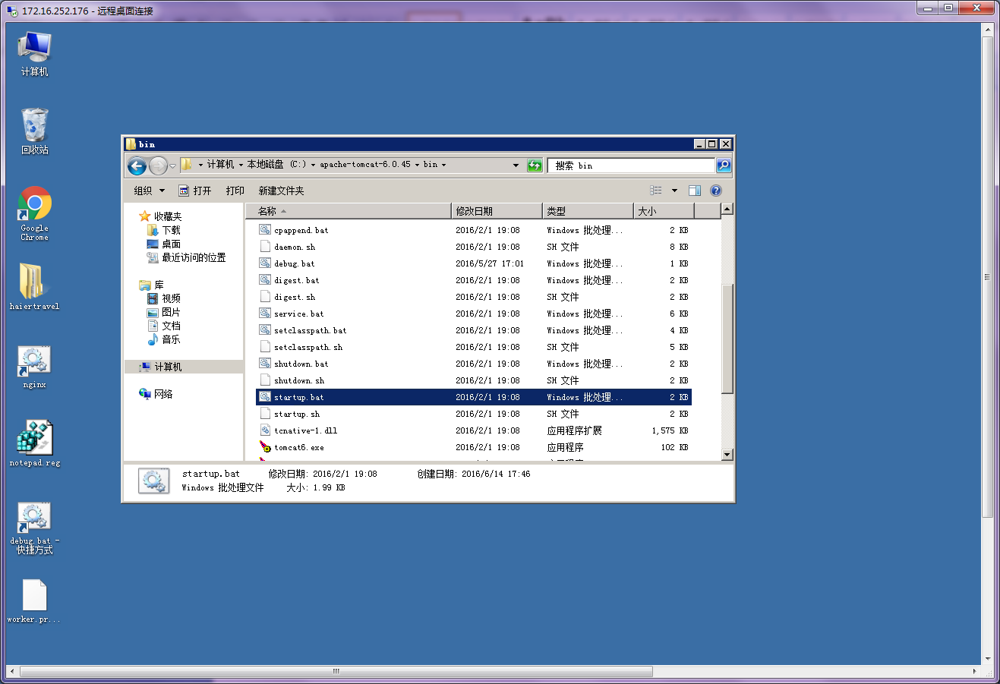 172.16.252.176 - 远程桌面连接
计算机
回收站
Google
Chrome
haiertravel
nginx
notepad.reg
debug.bat -
快捷方式
worker.pr...
bin
计算机 本地磁盘 (C:) apache-tomcat-6.0.45 bin
搜索 bin
组织 打开 打印 新建文件夹
收藏夹
下载
桌面
最近访问的位置
库
视频
图片
文档
音乐
计算机
网络
名称 修改日期 类型 大小
cpappend.bat 2016/2/1 19:08 Windows 批处理... 2 KB
daemon.sh 2016/2/1 19:08 SH 文件 8 KB
debug.bat 2016/5/27 17:01 Windows 批处理... 1 KB
digest.bat 2016/2/1 19:08 Windows 批处理... 2 KB
digest.sh 2016/2/1 19:08 SH 文件 2 KB
service.bat 2016/2/1 19:08 Windows 批处理... 6 KB
setclasspath.bat 2016/2/1 19:08 Windows 批处理... 4 KB
setclasspath.sh 2016/2/1 19:08 SH 文件 5 KB
shutdown.bat 2016/2/1 19:08 Windows 批处理... 2 KB
shutdown.sh 2016/2/1 19:08 SH 文件 2 KB
startup.bat 2016/2/1 19:08 Windows 批处理... 2 KB
startup.sh 2016/2/1 19:08 SH 文件 2 KB
tcnative-1.dll 2016/2/1 19:08 应用程序扩展 1,575 KB
tomcat6.exe 2016/2/1 19:08 应用程序 102 KB
startup.bat 修改日期: 2016/2/1 19:08 创建日期: 2016/6/14 17:46
Windows 批处理文件 大小: 1.99 KB